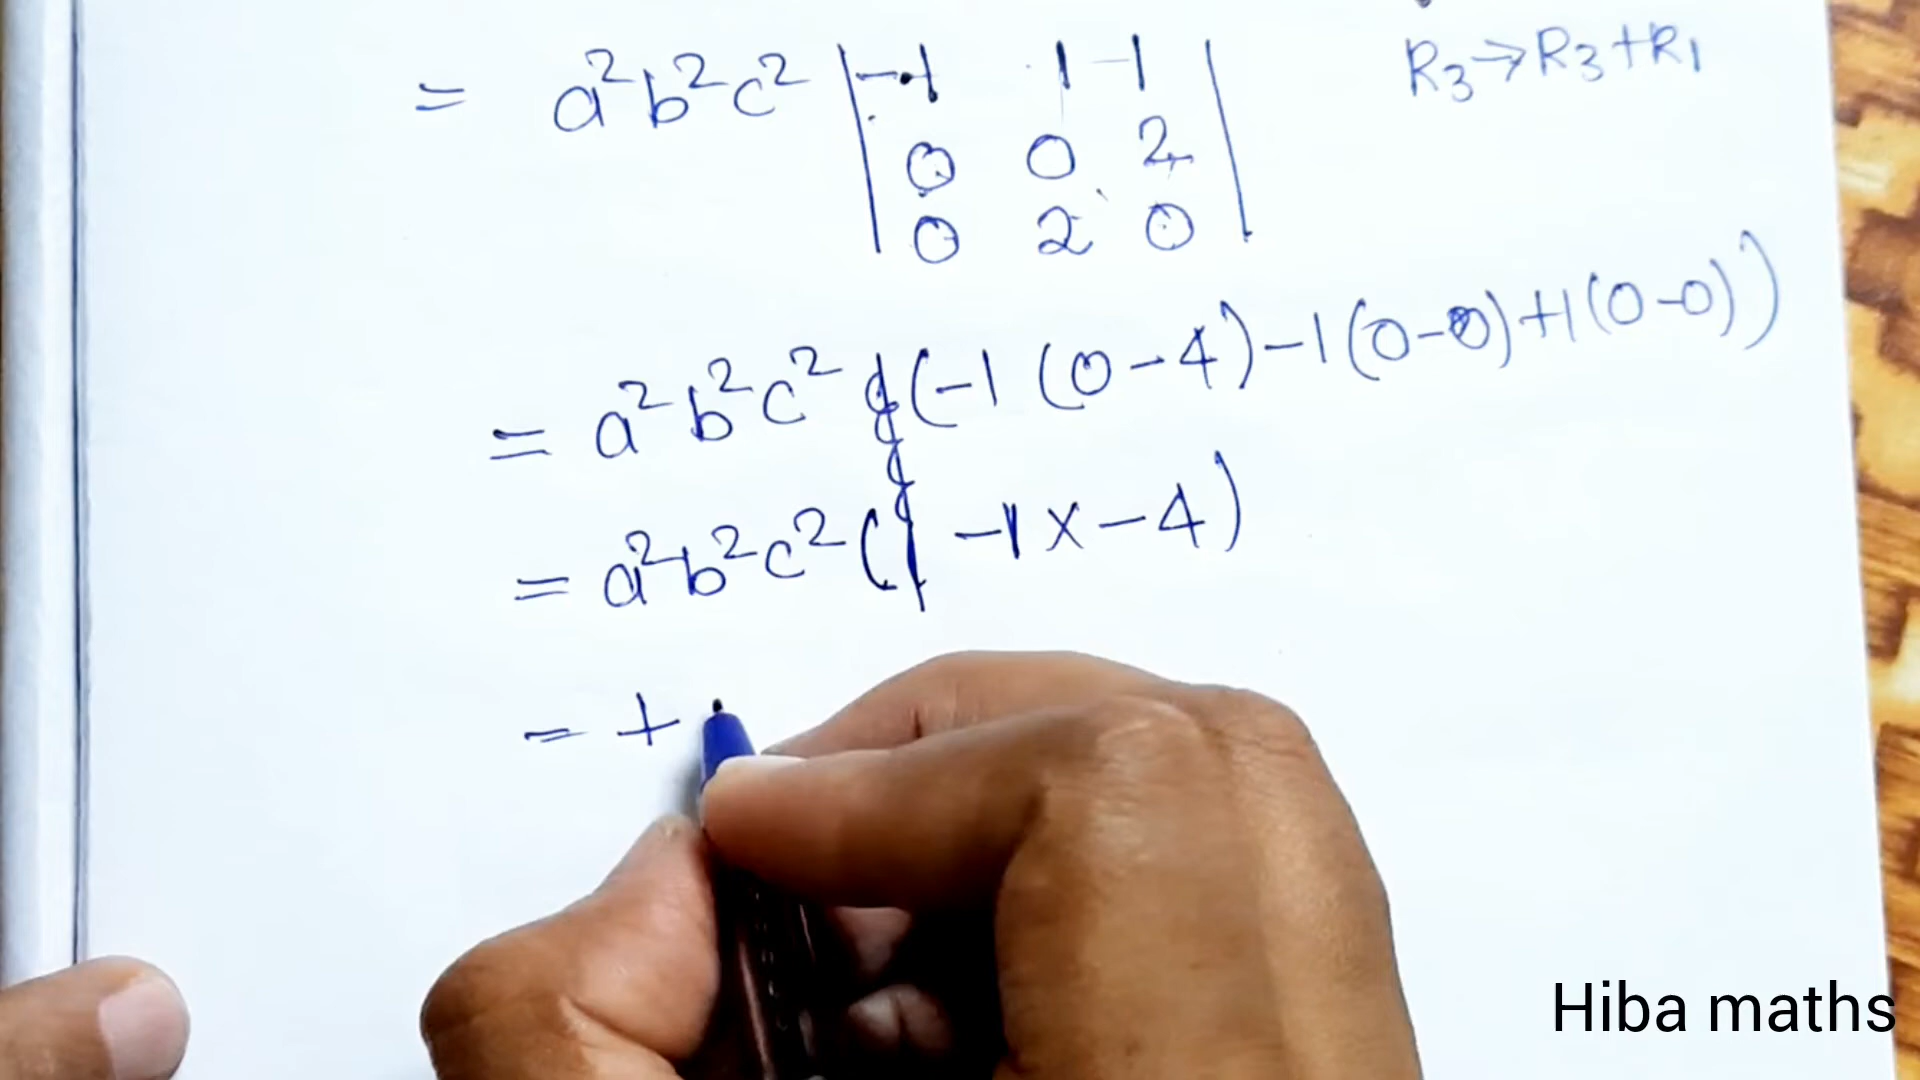 = a²b²c² | -1 1 1 |
R₃→R₃+R₁
0 0 2
0 2 0
= a²b²c² (-1 (0-4) -1 (0-0) +1 (0-0))
= a²b²c² ( -1 x -4)
= +
Hiba maths